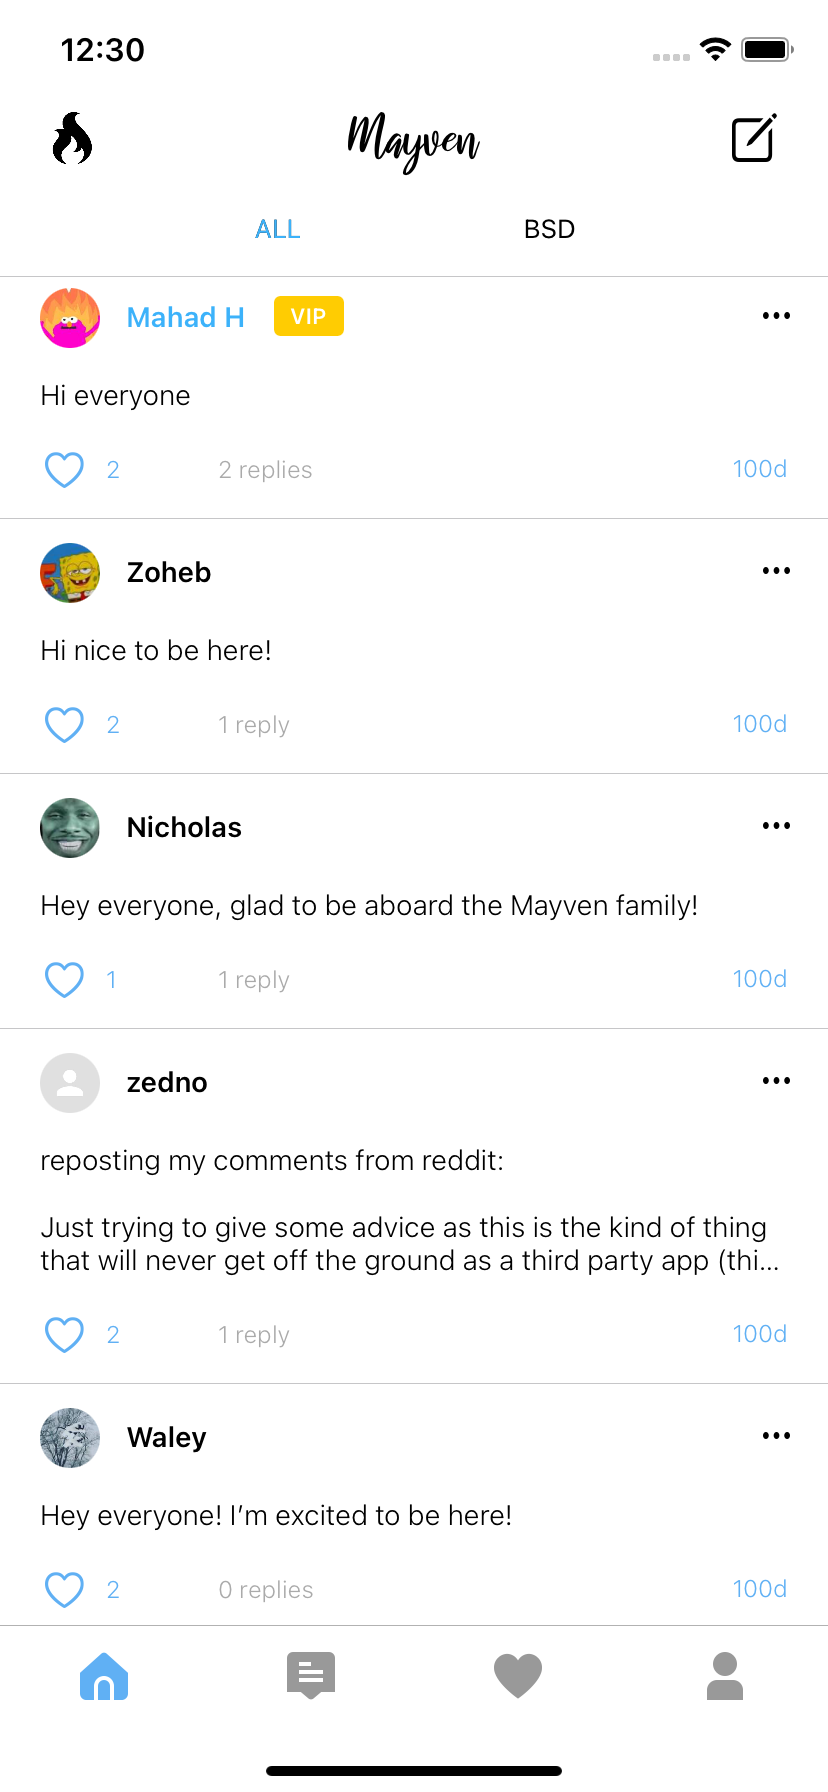 12:30
Mayven
ALL BSD
Mahad H VIP
Hi everyone
2 2 replies 100d
Zoheb
Hi nice to be here!
2 1 reply 100d
Nicholas
Hey everyone, glad to be aboard the Mayven family!
1 1 reply 100d
zedno
reposting my comments from reddit:
Just trying to give some advice as this is the kind of thing
that will never get off the ground as a third party app (thi...
2 1 reply 100d
Waley
Hey everyone! I’m excited to be here!
2 0 replies 100d